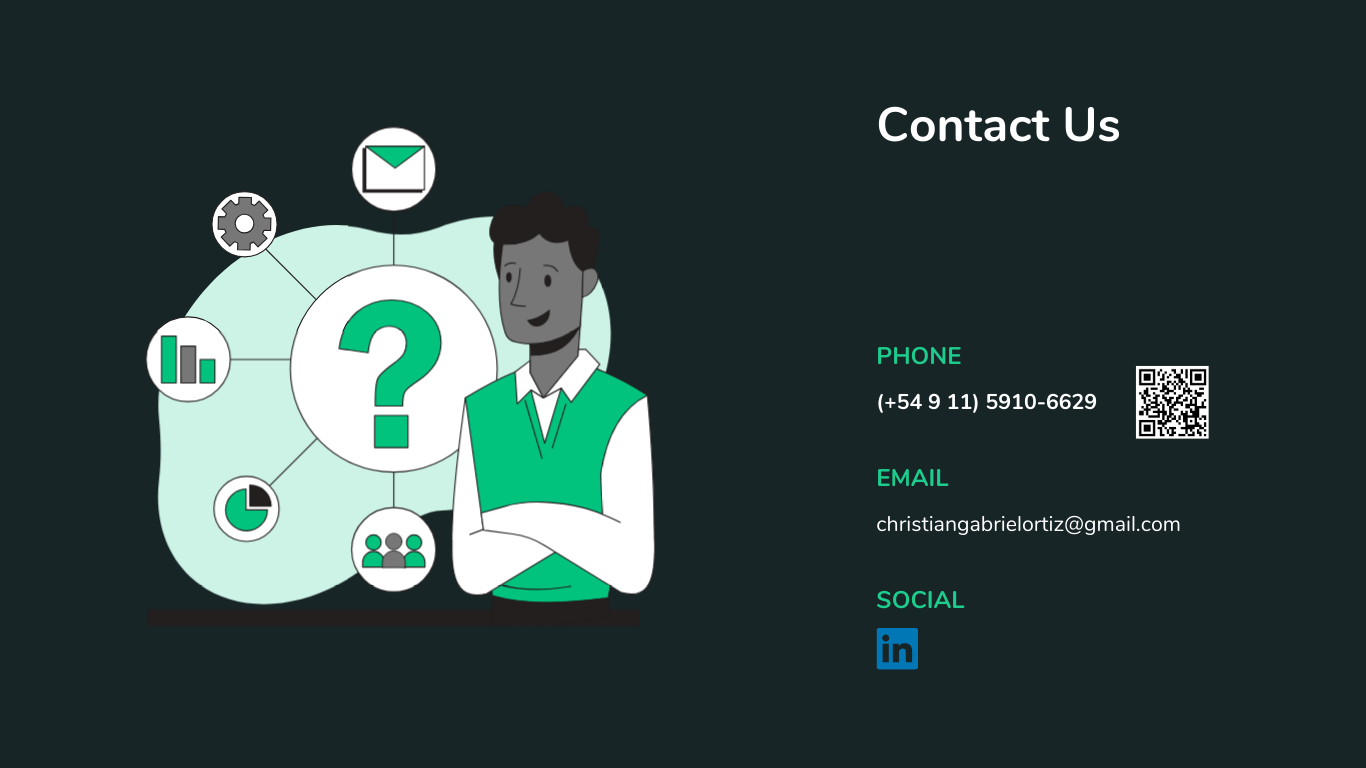 ?
Contact Us
PHONE
(+54 9 11) 5910-6629
EMAIL
christiangabrielortiz@gmail.com
SOCIAL
in